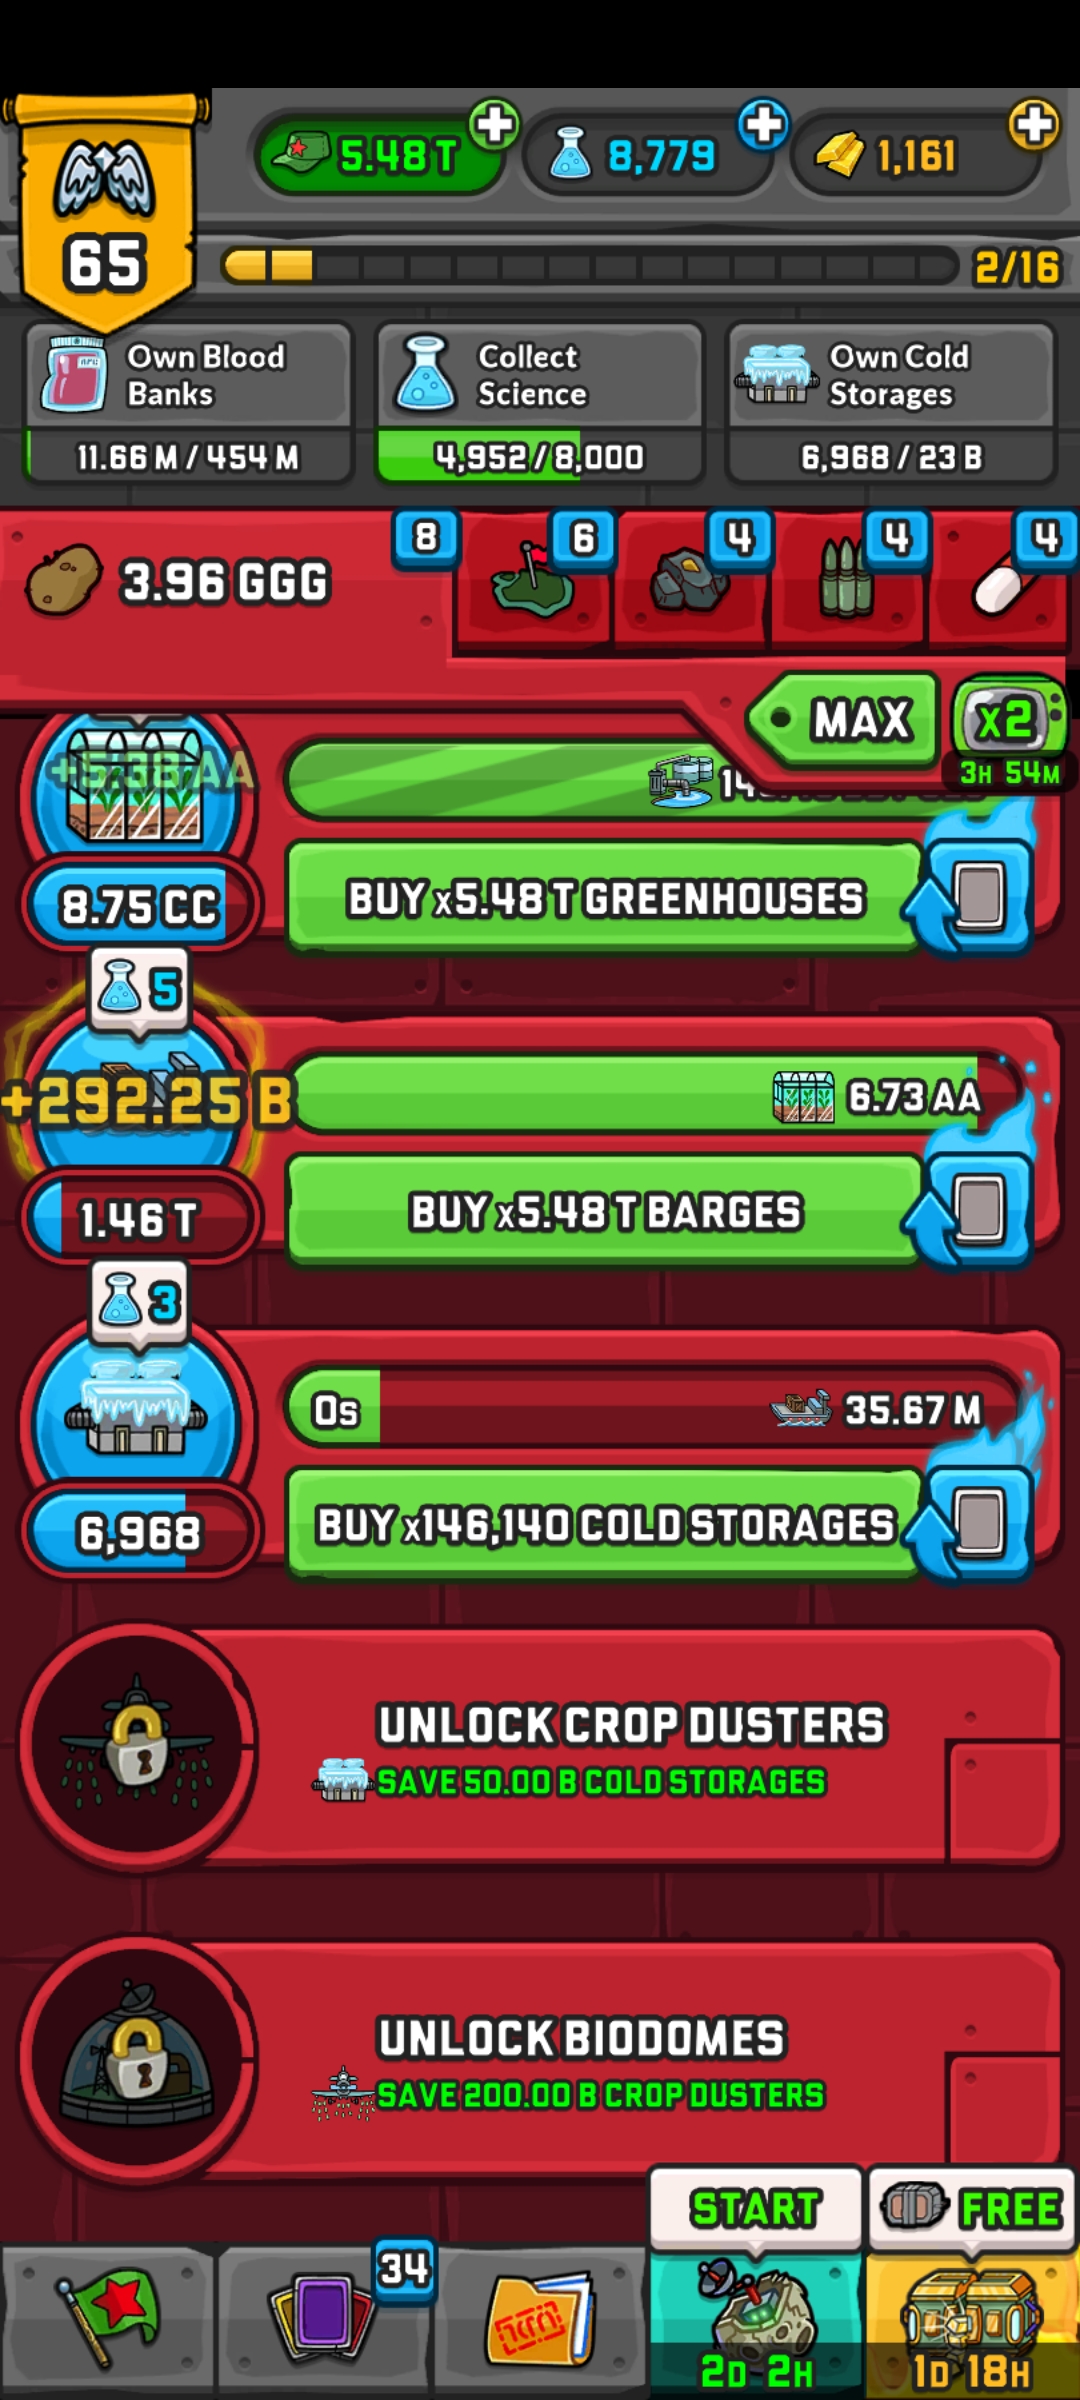 65
5.48 T
8,779
1,161
2/16
Own Blood Banks
11.66 M / 454 M
Collect Science
4,952/8,000
Own Cold Storages
6,968 / 23 B
3.96 GGG
8
6
4
4
4
MAX
x2
3H 54M
8.75 CC
BUY x5.48 T GREENHOUSES
5
+292.25 B
6.73 AA
1.46 T
BUY x5.48 T BARGES
3
0s
35.67 M
6,968
BUY x146,140 COLD STORAGES
UNLOCK CROP DUSTERS
SAVE 50.00 B COLD STORAGES
UNLOCK BIODOMES
SAVE 200.00 B CROP DUSTERS
START
FREE
34
2D 2H
1D 18H